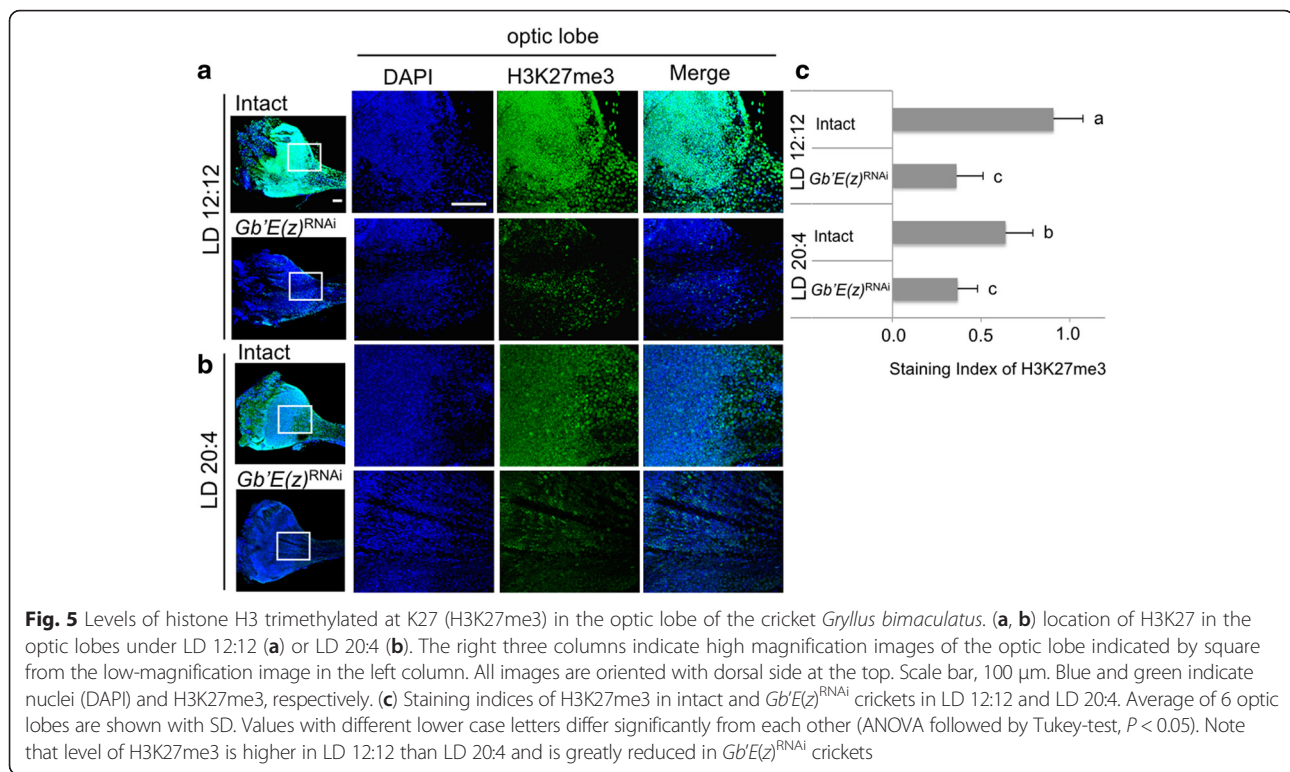 optic lobe
a
DAPI
H3K27me3
Merge
c
Intact
LD 12:12
Gb'E(z)RNAi
b
Intact
LD 20:4
Gb'E(z)RNAi
LD 12:12
Intact
a
Gb'E(z)RNAi
c
LD 20:4
Intact
b
Gb'E(z)RNAi
c
0.0
0.5
1.0
Staining Index of H3K27me3
Fig. 5 Levels of histone H3 trimethylated at K27 (H3K27me3) in the optic lobe of the cricket Gryllus bimaculatus. (a, b) location of H3K27 in the
optic lobes under LD 12:12 (a) or LD 20:4 (b). The right three columns indicate high magnification images of the optic lobe indicated by square
from the low-magnification image in the left column. All images are oriented with dorsal side at the top. Scale bar, 100 μm. Blue and green indicate
nuclei (DAPI) and H3K27me3, respectively. (c) Staining indices of H3K27me3 in intact and Gb'E(z)RNAi crickets in LD 12:12 and LD 20:4. Average of 6 optic
lobes are shown with SD. Values with different lower case letters differ significantly from each other (ANOVA followed by Tukey-test, P < 0.05). Note
that level of H3K27me3 is higher in LD 12:12 than LD 20:4 and is greatly reduced in Gb'E(z)RNAi crickets